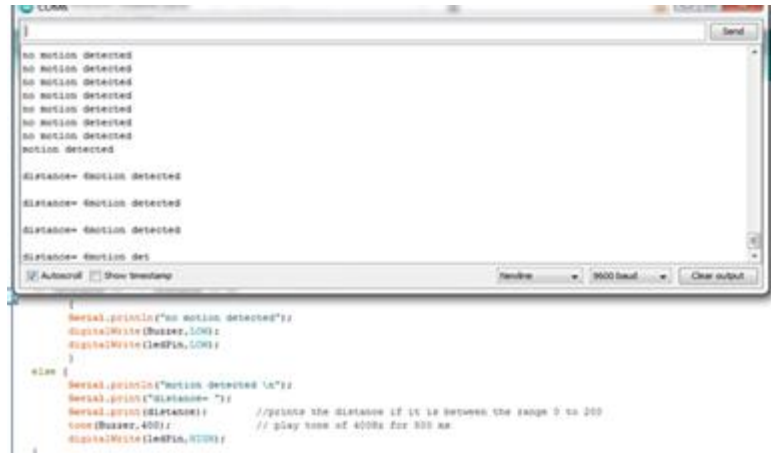 COM6
Send
no motion detected
no motion detected
no motion detected
no motion detected
no motion detected
no motion detected
no motion detected
motion detected
distance= 6motion detected
distance= 6motion detected
distance= 6motion detected
distance= 6motion det
Autoscroll Show timestamp Newline 9600 baud Clear output
{
Serial.println("no motion detected");
digitalWrite(Buzzer,LOW);
digitalWrite(ledPin,LOW);
}
else {
Serial.println("motion detected \n");
Serial.print("distance= ");
Serial.print(distance); //prints the distance if it is between the range 0 to 200
tone(Buzzer,400); // play tone of 400Hz for 500 ms
digitalWrite(ledPin,HIGH);
}